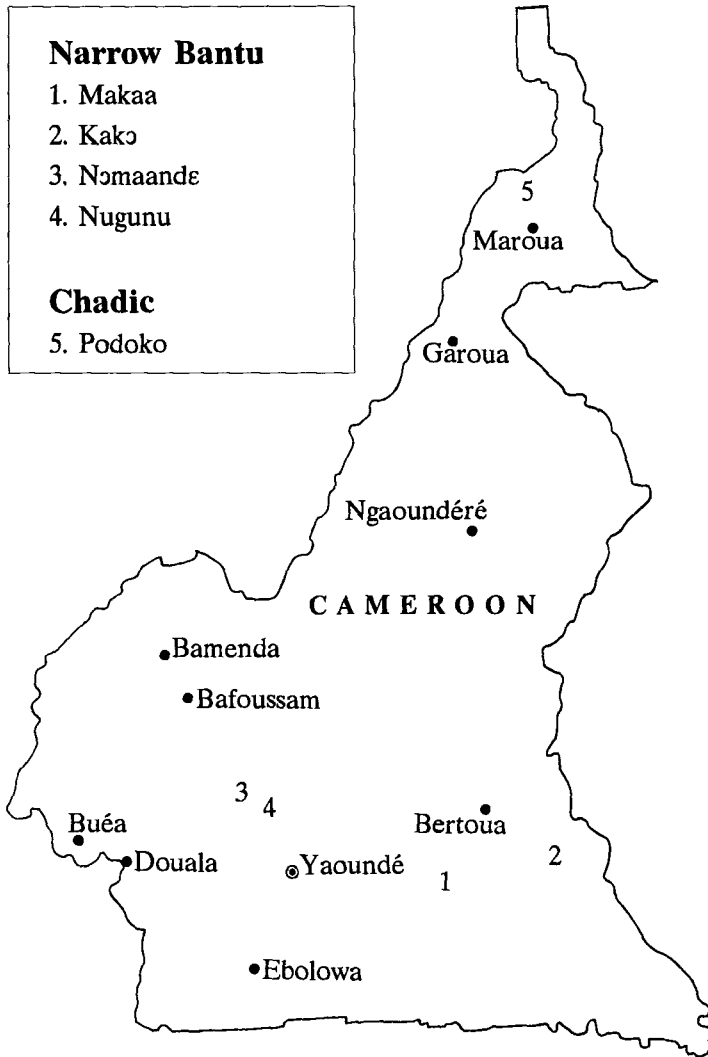 Narrow Bantu
1. Makaa
2. Kakɔ
3. Nɔmaandɛ
4. Nugunu
Chadic
5. Podoko
5
Maroua
Garoua
Ngaoundéré
CAMEROON
Bamenda
Bafoussam
3
4
Bertoua
Buéa
2
Douala
Yaoundé
1
Ebolowa